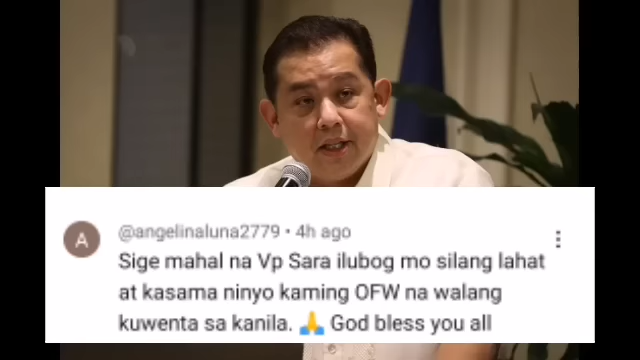 A
@angelinaluna2779 • 4h ago
Sige mahal na Vp Sara ilubog mo silang lahat
at kasama ninyo kaming OFW na walang
kuwenta sa kanila. 🙏 God bless you all